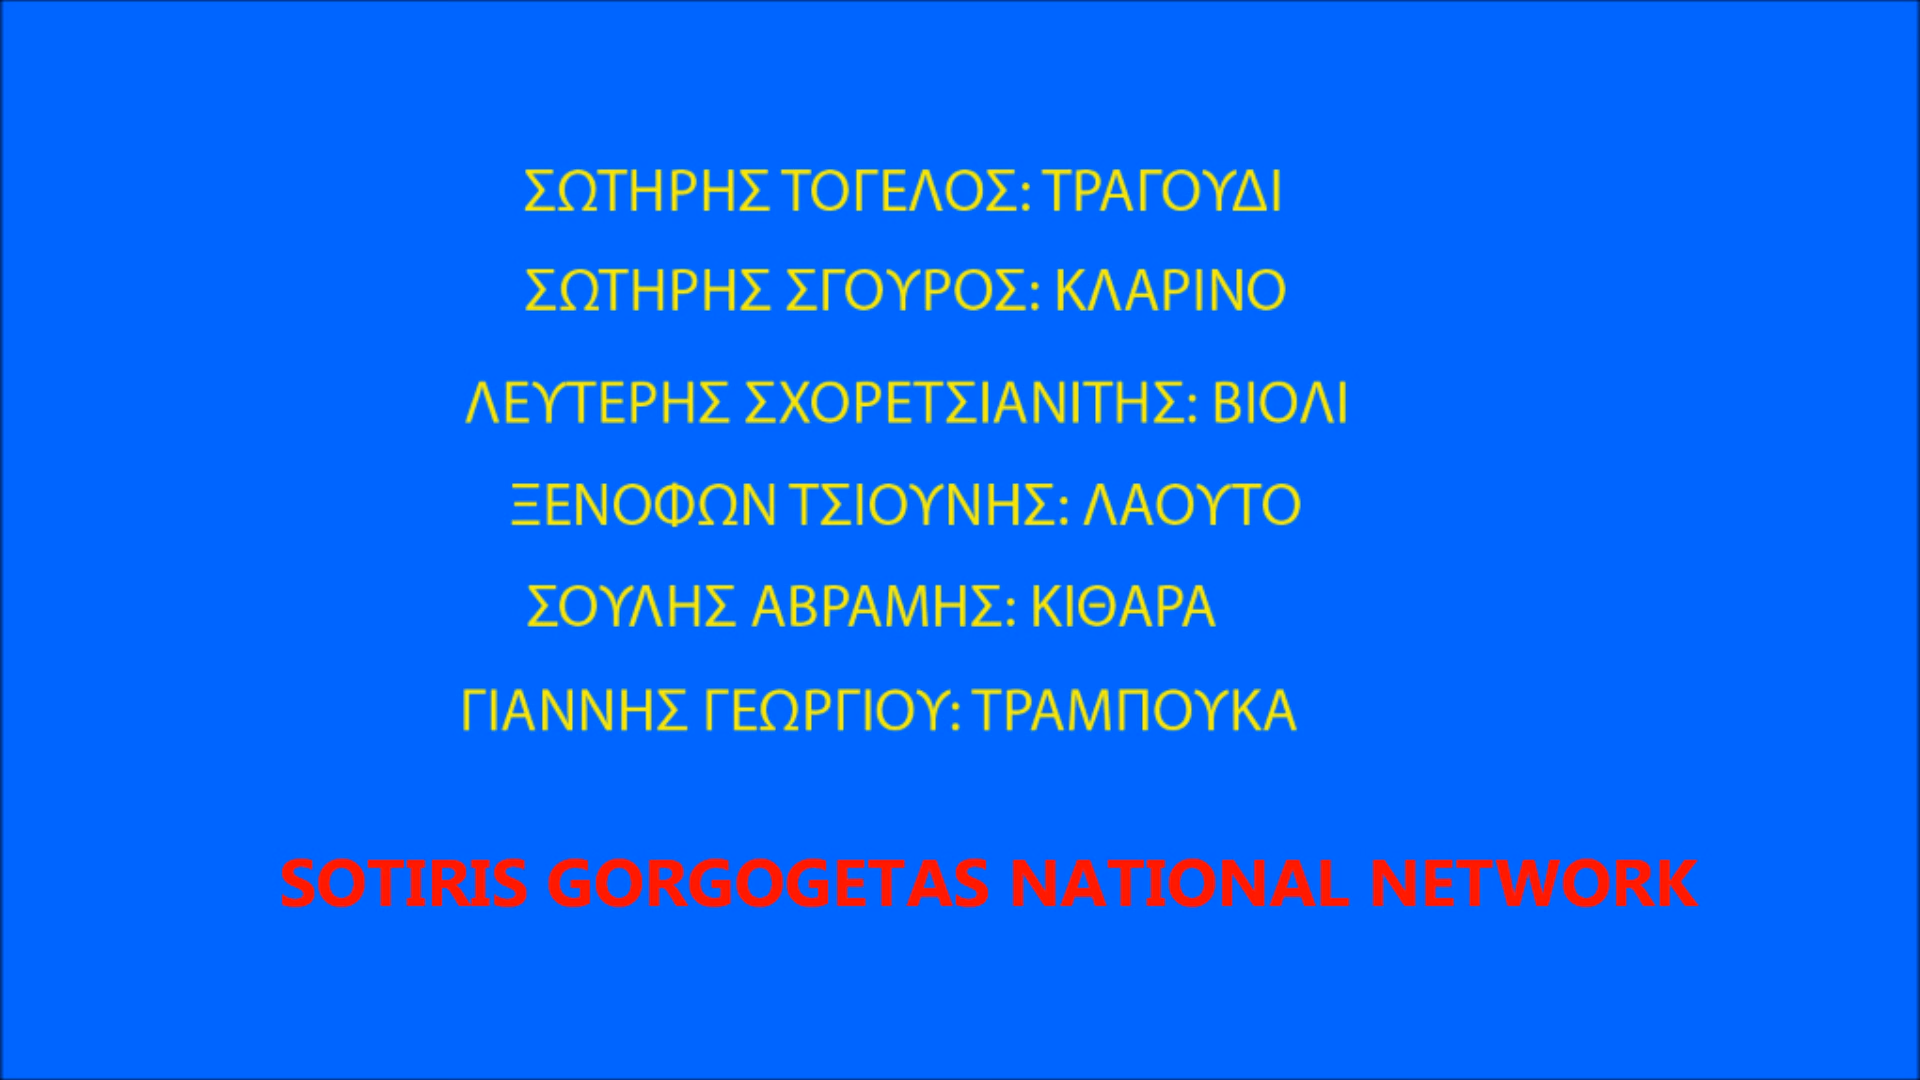 ΣΩΤΗΡΗΣ ΤΟΓΕΛΟΣ: ΤΡΑΓΟΥΔΙ
ΣΩΤΗΡΗΣ ΣΓΟΥΡΟΣ: ΚΛΑΡΙΝΟ
ΛΕΥΤΕΡΗΣ ΣΧΟΡΕΤΣΙΑΝΙΤΗΣ: ΒΙΟΛΙ
ΞΕΝΟΦΩΝ ΤΣΙΟΥΝΗΣ: ΛΑΟΥΤΟ
ΣΟΥΛΗΣ ΑΒΡΑΜΗΣ: ΚΙΘΑΡΑ
ΓΙΑΝΝΗΣ ΓΕΩΡΓΙΟΥ: ΤΡΑΜΠΟΥΚΑ
SOTIRIS GORGOGETAS NATIONAL NETWORK